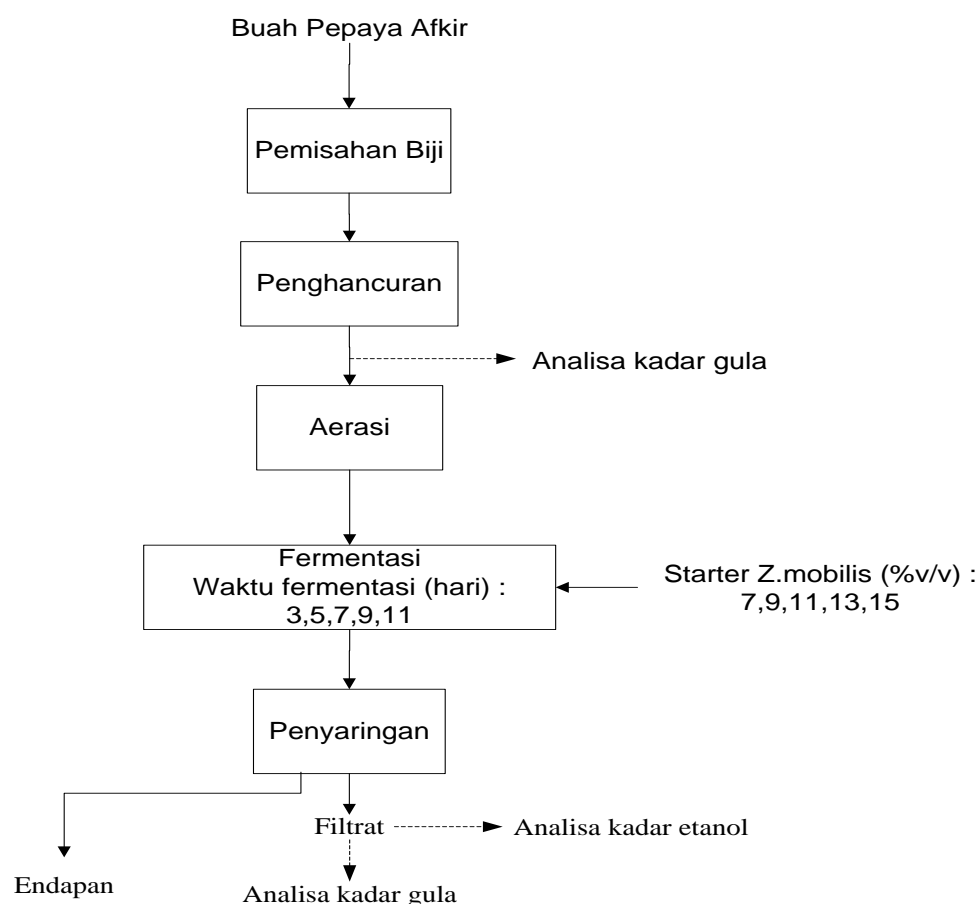 Buah Pepaya Afkir
Pemisahan Biji
Penghancuran
Analisa kadar gula
Aerasi
Fermentasi
Waktu fermentasi (hari) :
3,5,7,9,11
Starter Z.mobilis (%v/v) :
7,9,11,13,15
Penyaringan
Filtrat
Analisa kadar etanol
Endapan
Analisa kadar gula